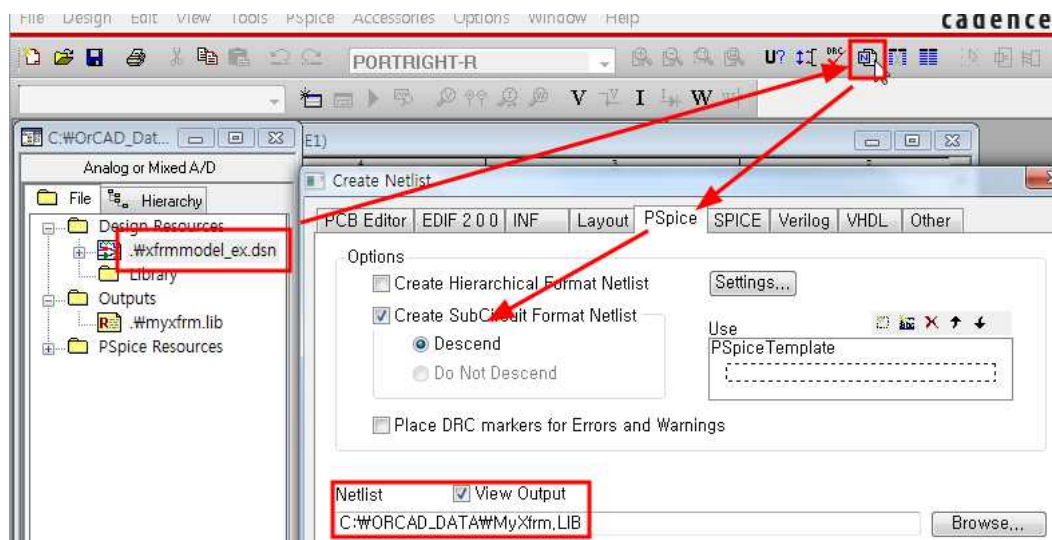 File Design Edit View Tools PSpice Accessories Options Window Help
cadence
PORTRIGHT-R
U?
DRC
V
I
W
C:₩OrCAD_Dat...
E1)
Analog or Mixed A/D
File
Hierarchy
Design Resources
.₩xfrmmodel_ex.dsn
Library
Outputs
.₩myxfrm.lib
PSpice Resources
Create Netlist
PCB Editor EDIF 2 0 0 INF Layout PSpice SPICE Verilog VHDL Other
Options
Create Hierarchical Format Netlist
Settings...
Create SubCircuit Format Netlist
Descend
Do Not Descend
Use
PSpiceTemplate
Place DRC markers for Errors and Warnings
Netlist
View Output
C:₩ORCAD_DATA₩MyXfrm.LIB
Browse...